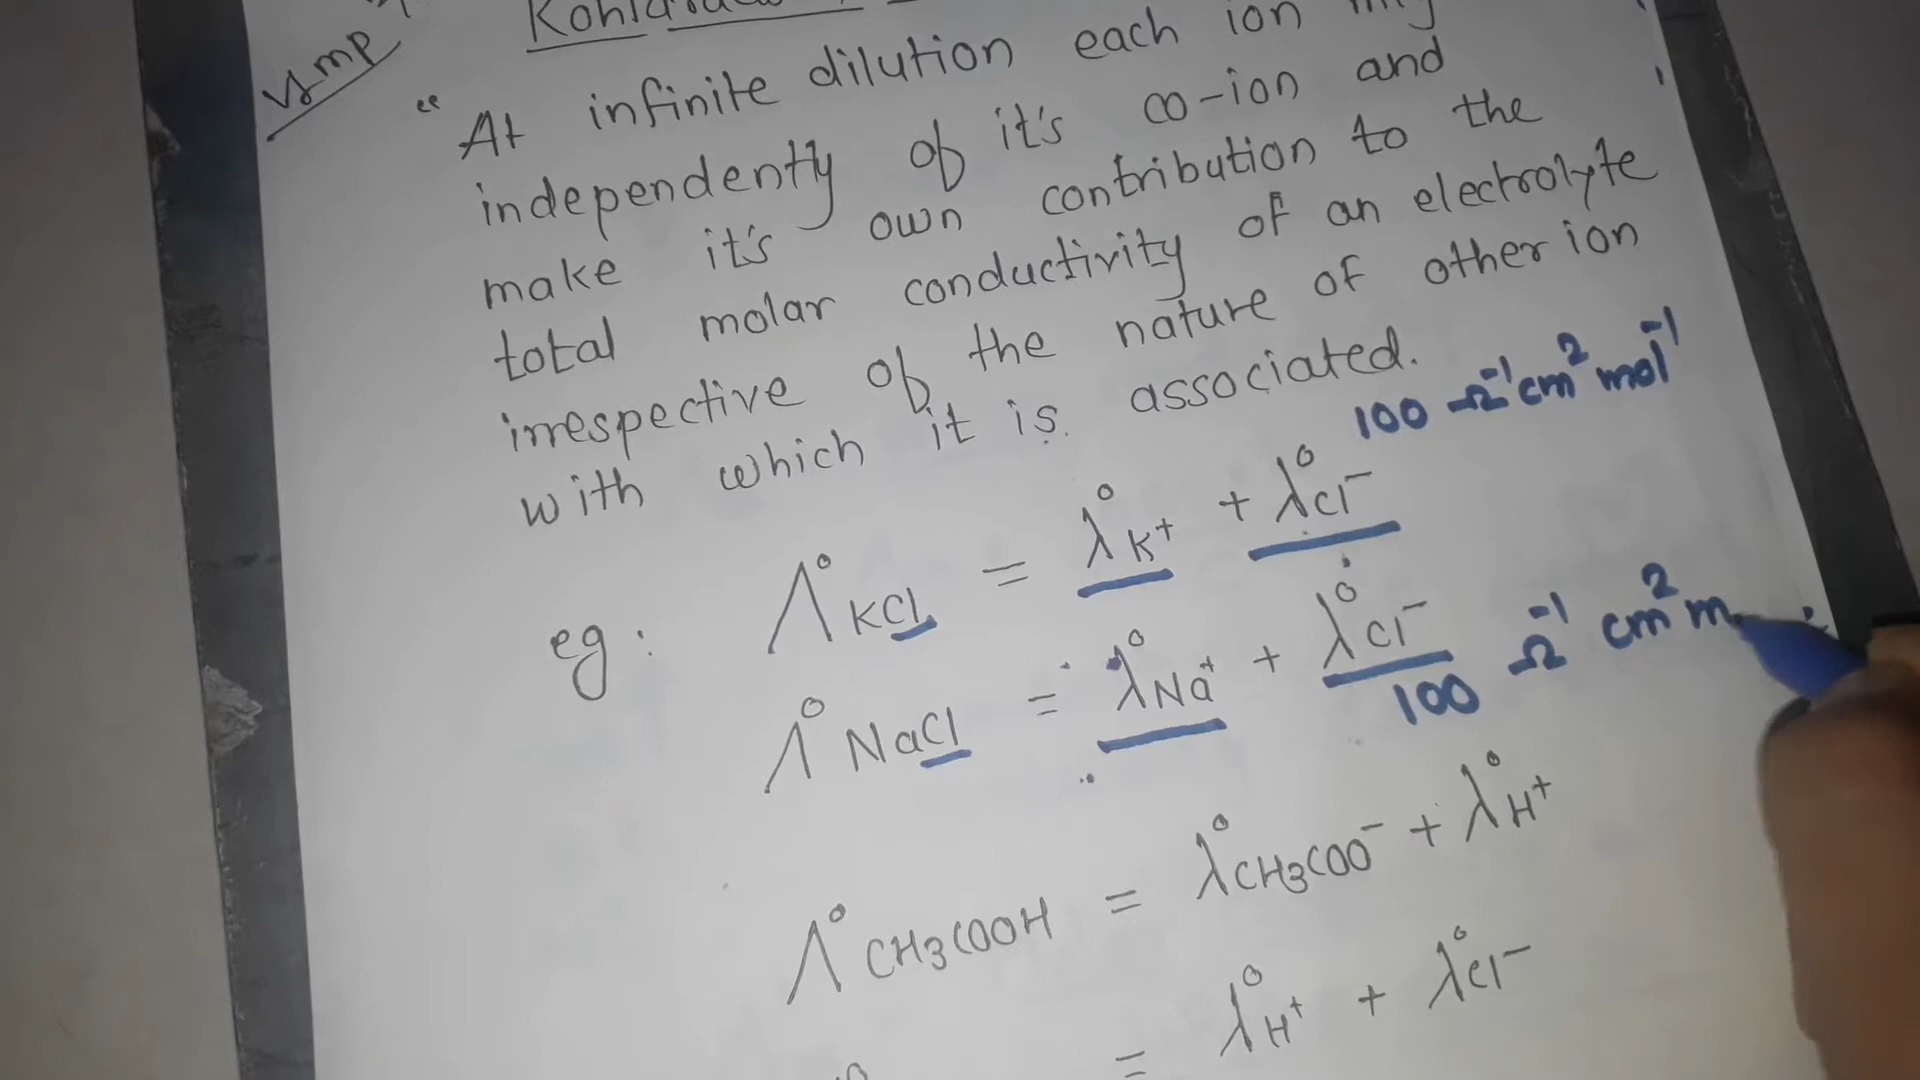 Imp
“ At infinite dilution each ion
independently of it's co-ion and
make it's own contribution to the
total molar conductivity of an electrolyte
irrespective of the nature of other ion
with which it is associated.
100 Ω⁻¹ cm² mol⁻¹
eg : Λ°KCl = λ°K⁺ + λ°Cl⁻
Λ°NaCl = λ°Na⁺ + λ°Cl⁻
100 Ω⁻¹ cm² m
Λ°CH3COOH = λ°CH3COO⁻ + λ°H⁺
= λ°H⁺ + λ°Cl⁻